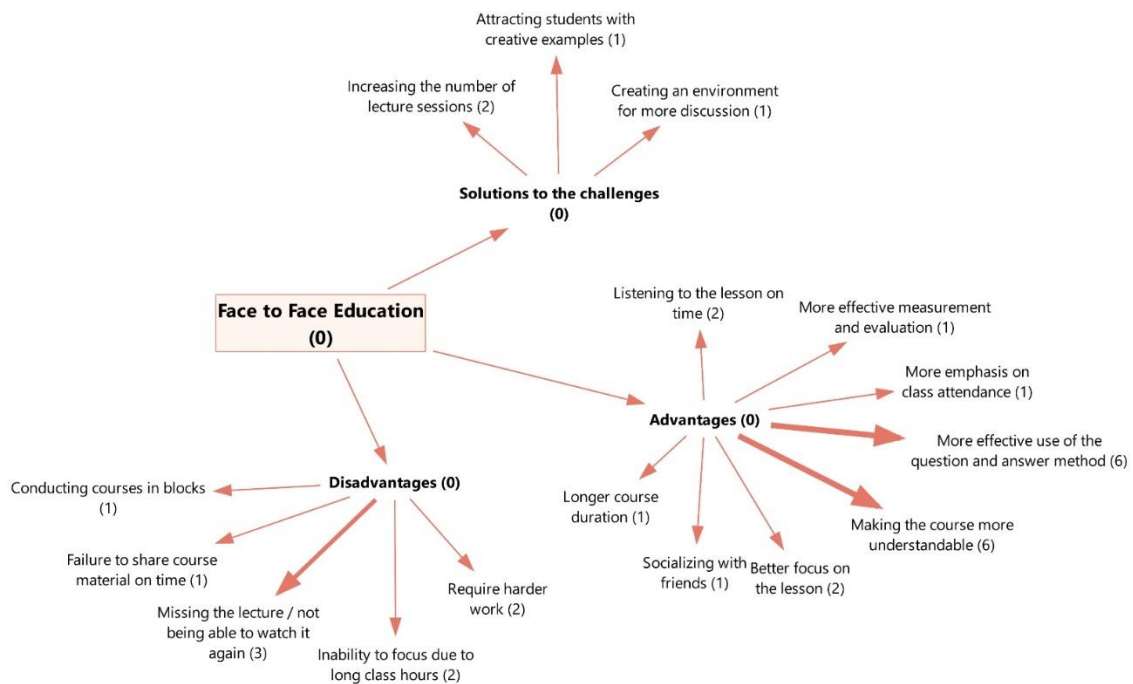 Attracting students with
creative examples (1)
Increasing the number of
lecture sessions (2)
Creating an environment
for more discussion (1)
Solutions to the challenges
(0)
Face to Face Education
(0)
Listening to the lesson on
time (2)
More effective measurement
and evaluation (1)
More emphasis on
class attendance (1)
Advantages (0)
More effective use of the
question and answer method (6)
Making the course more
understandable (6)
Better focus on
the lesson (2)
Socializing with
friends (1)
Longer course
duration (1)
Disadvantages (0)
Conducting courses in blocks
(1)
Failure to share course
material on time (1)
Missing the lecture / not
being able to watch it
again (3)
Inability to focus due to
long class hours (2)
Require harder
work (2)